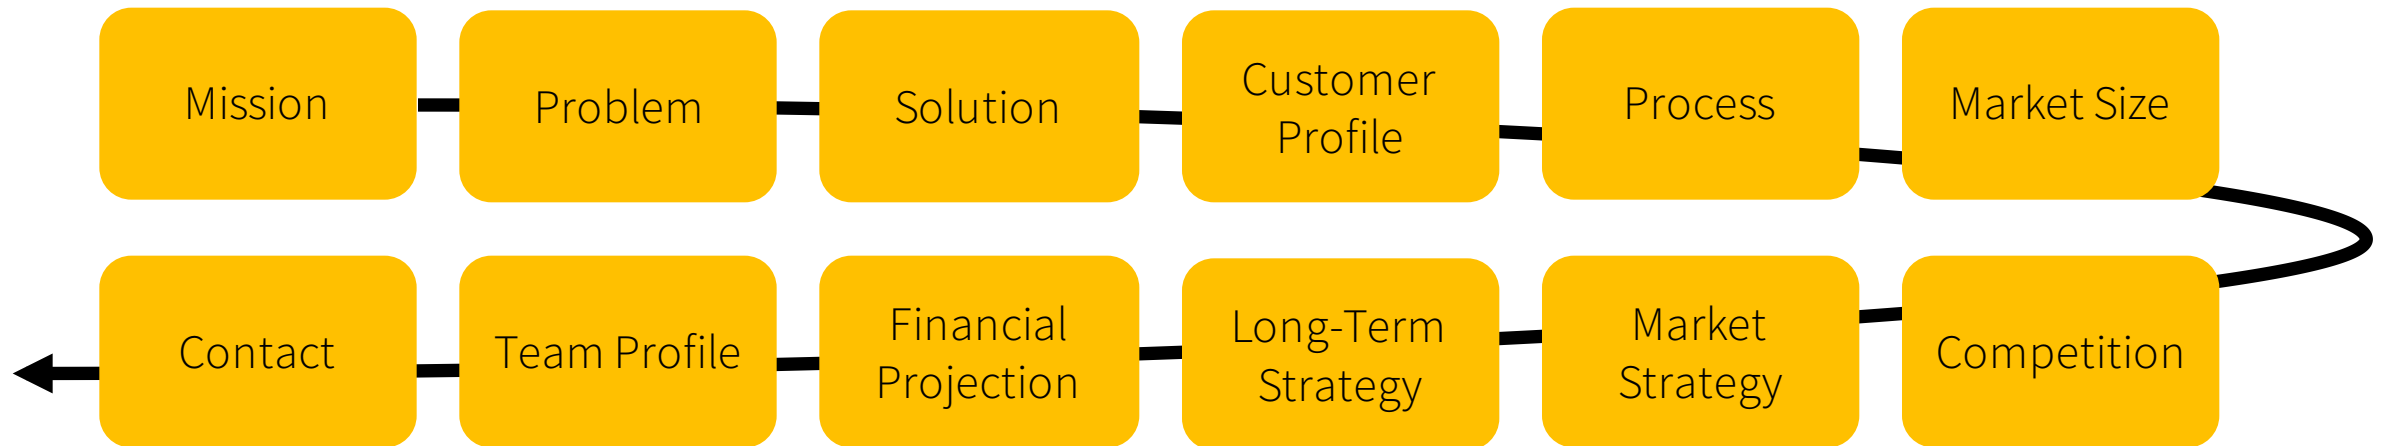 Mission
Problem
Solution
Customer
Profile
Process
Market Size
Competition
Market
Strategy
Long-Term
Strategy
Financial
Projection
Team Profile
Contact